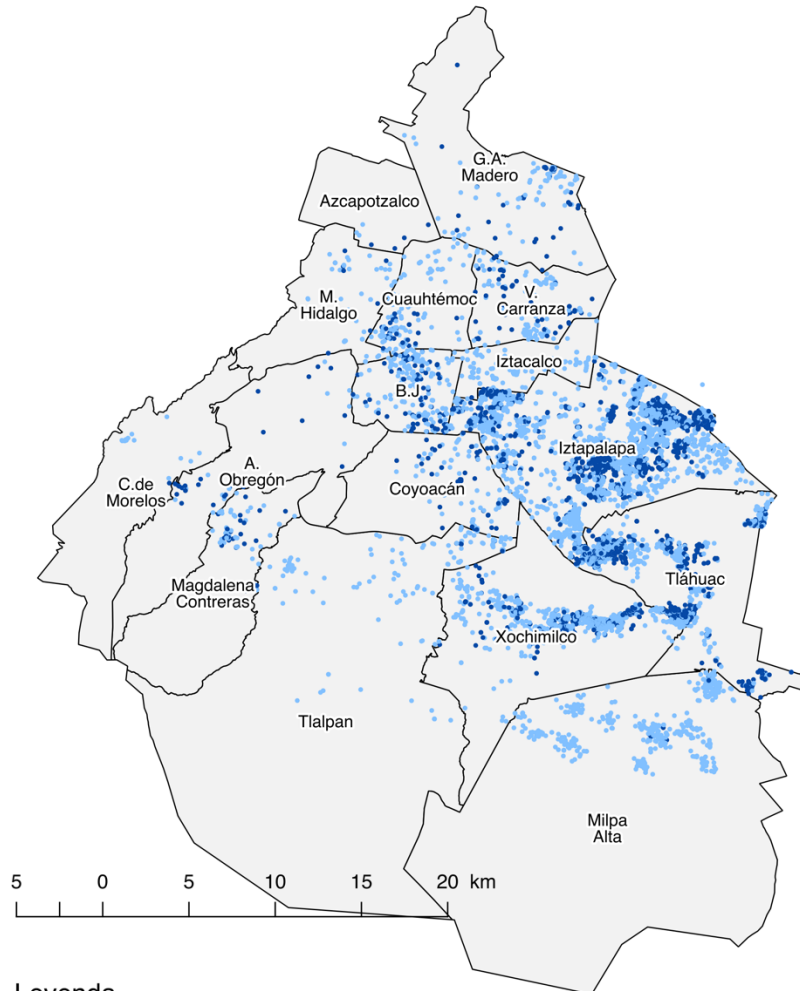 G.A.
Madero
Azcapotzalco
M.
Hidalgo
Cuauhtémoc
V.
Carranza
Iztacalco
B.J.
Iztapalapa
C.de
Morelos
A.
Obregón
Coyoacán
Magdalena
Contreras
Tláhuac
Xochimilco
Tlalpan
Milpa
Alta
5 0 5 10 15 20 km
Leyenda